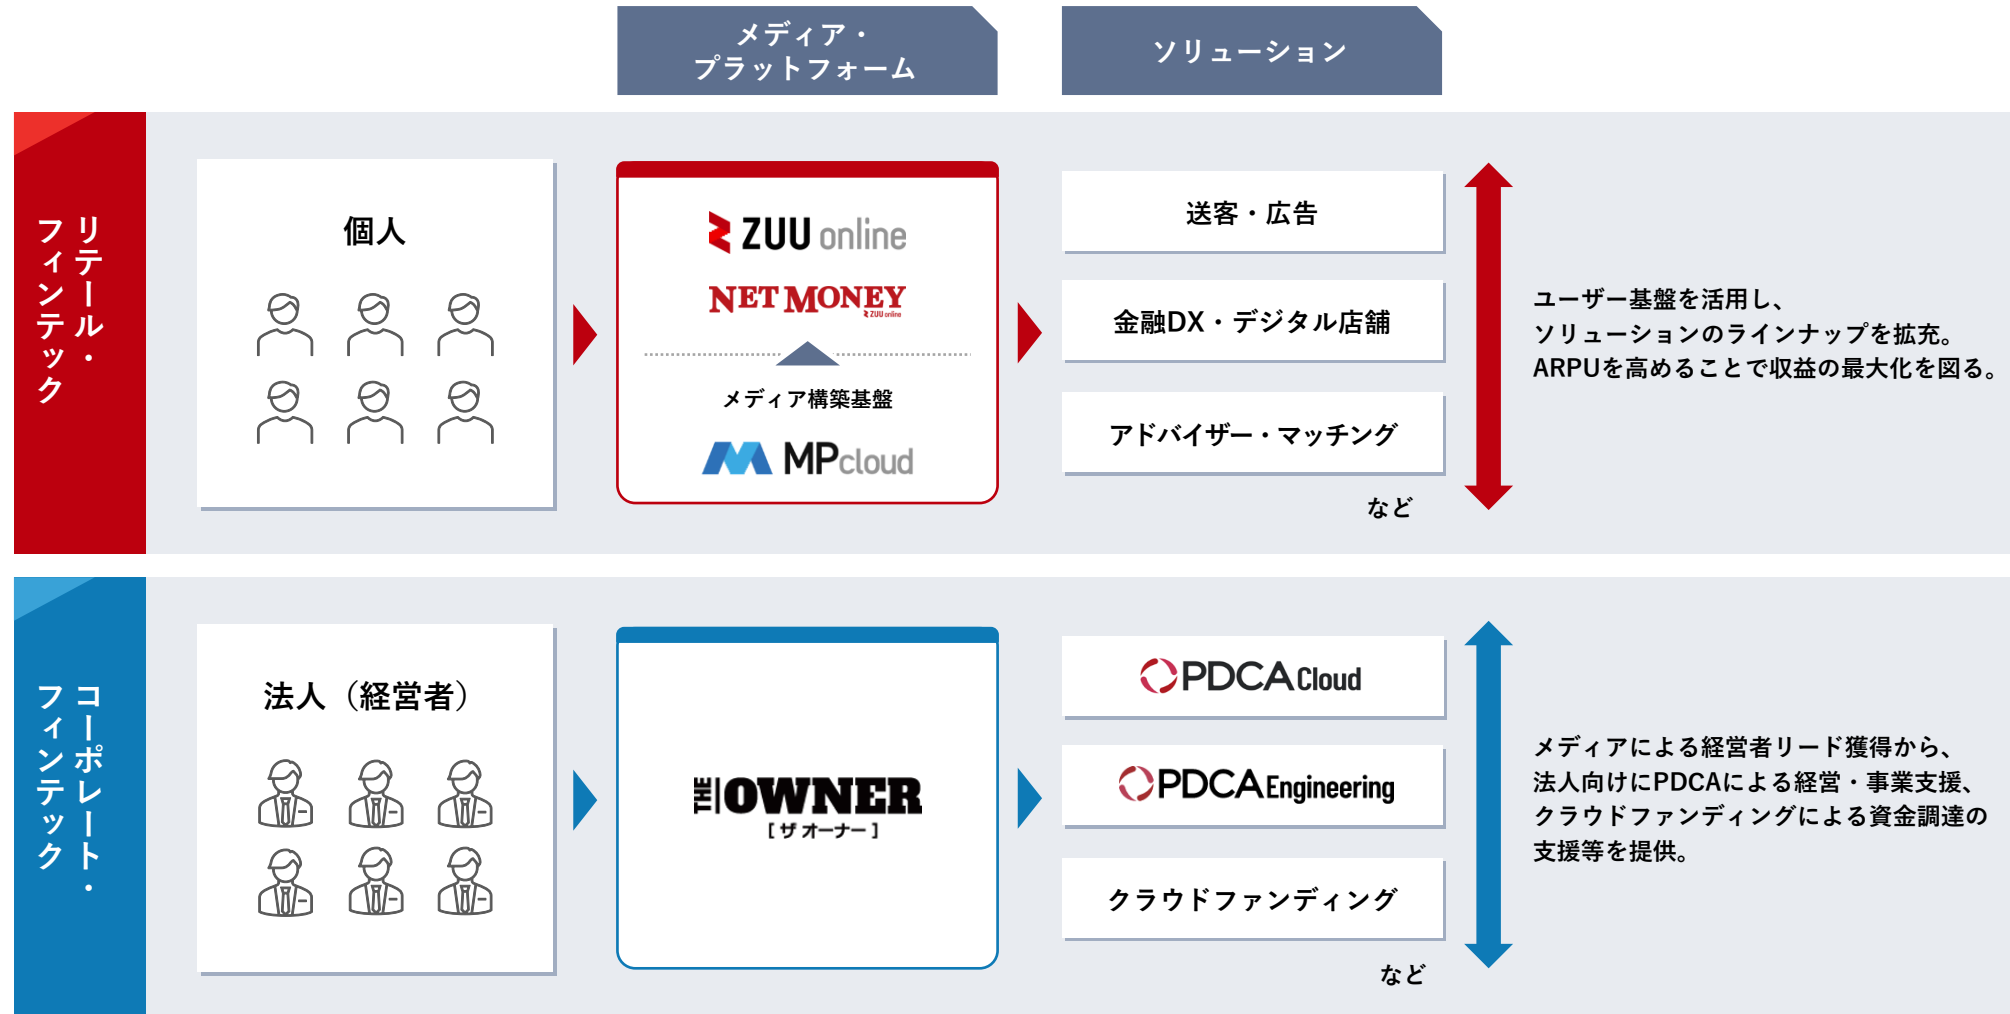 メディア・
プラットフォーム
ソリューション
リテール・
フィンテック
個人
ZUU online
NET MONEY
ZUU online
メディア構築基盤
MPcloud
送客・広告
金融DX・デジタル店舗
アドバイザー・マッチング
など
ユーザー基盤を活用し、
ソリューションのラインナップを拡充。
ARPUを高めることで収益の最大化を図る。
コーポレート・
フィンテック
法人（経営者）
THE OWNER
［ザ オーナー］
PDCA Cloud
PDCA Engineering
クラウドファンディング
など
メディアによる経営者リード獲得から、
法人向けにPDCAによる経営・事業支援、
クラウドファンディングによる資金調達の
支援等を提供。